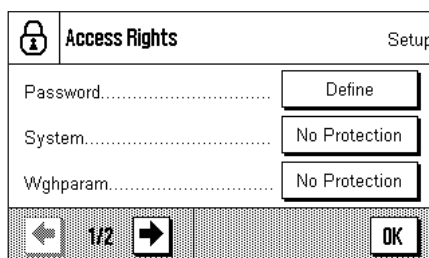 Access Rights Setup
Password.............................. Define
System................................. No Protection
Wghparam............................. No Protection
1/2 OK